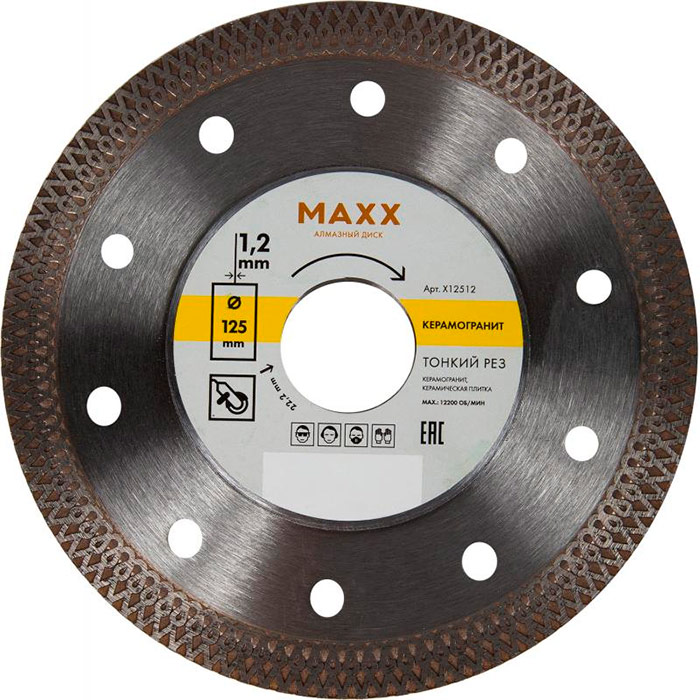 MAXX
АЛМАЗНЫЙ ДИСК
1,2
mm
Арт. X12512
Ø
125
mm
КЕРАМОГРАНИТ
ТОНКИЙ РЕЗ
КЕРАМОГРАНИТ,
КЕРАМИЧЕСКАЯ ПЛИТКА
MAX.: 12200 ОБ/МИН
22.2 mm
EAC